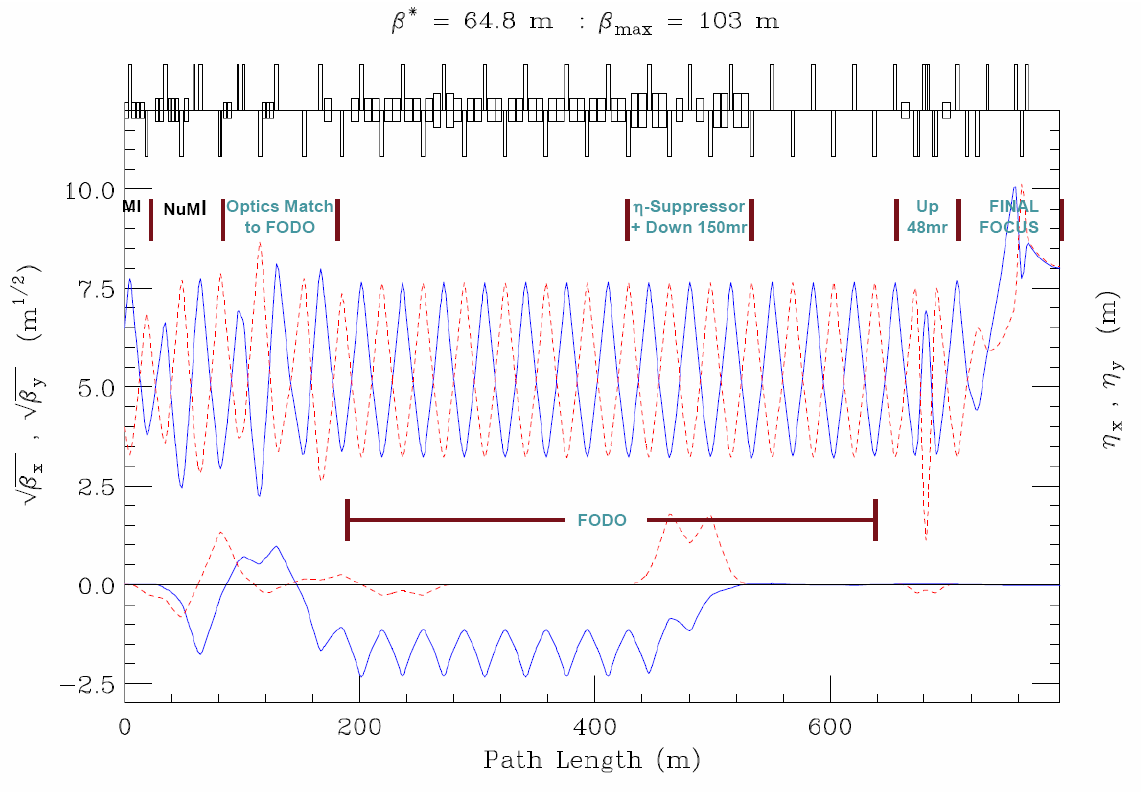 β* = 64.8 m : βmax = 103 m
10.0
7.5
5.0
2.5
0.0
−2.5
√βx , √βy (m1/2)
ηx , ηy (m)
MI
NuMI
Optics Match
to FODO
η-Suppressor
+ Down 150mr
Up
48mr
FINAL
FOCUS
FODO
0
200
400
600
Path Length (m)